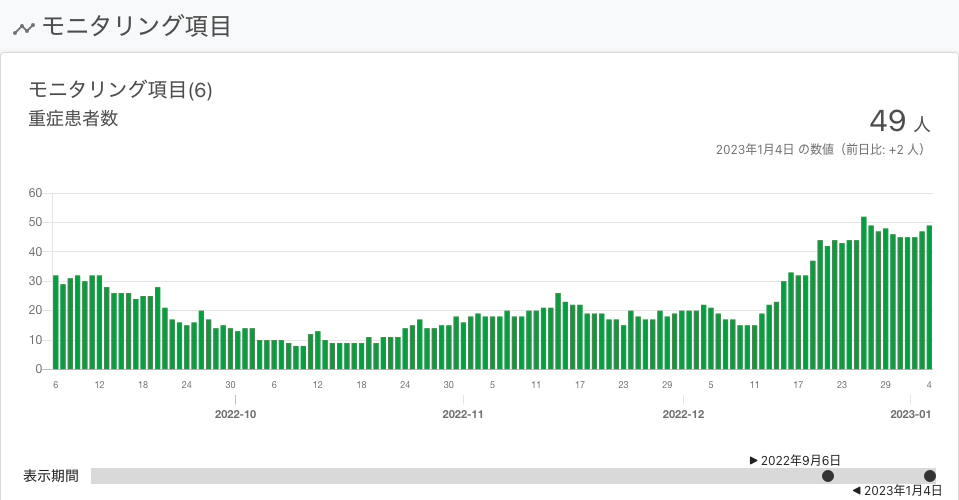 モニタリング項目
モニタリング項目(6)
重症患者数
49 人
2023年1月4日 の数値（前日比: +2 人）
60
50
40
30
20
10
0
6 12 18 24 30 6 12 18 24 30 5 11 17 23 29 5 11 17 23 29 4
2022-10 2022-11 2022-12 2023-01
2022年9月6日
表示期間
2023年1月4日